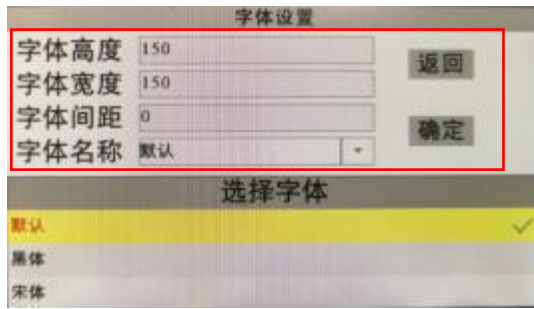 字体设置
字体高度 150
返回
字体宽度 150
字体间距 0
确定
字体名称 默认
选择字体
默认
黑体
宋体